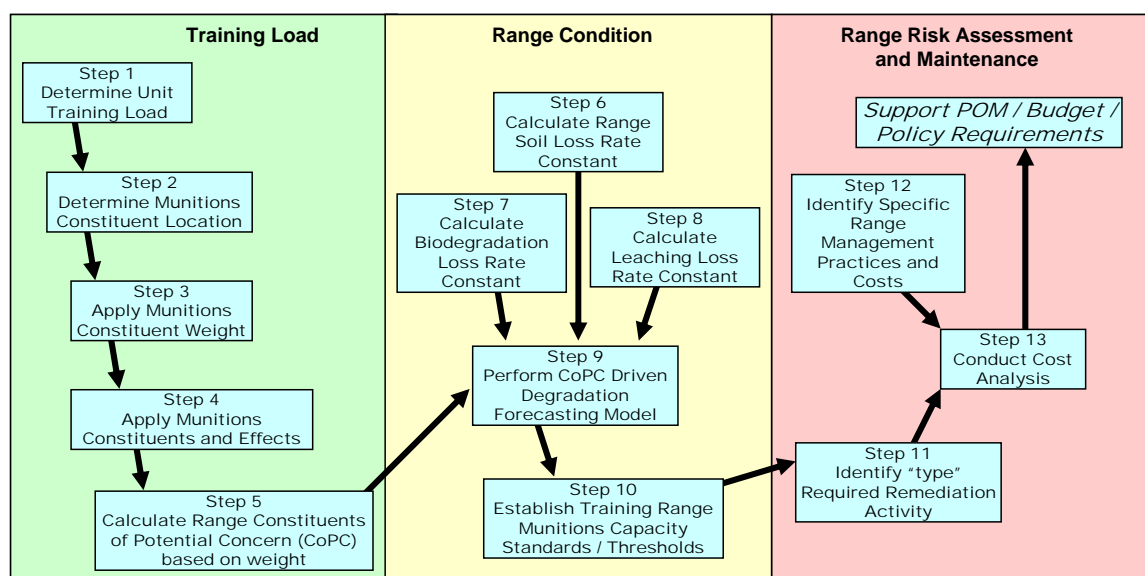 Training Load
Step 1
Determine Unit
Training Load
Step 2
Determine Munitions
Constituent Location
Step 3
Apply Munitions
Constituent Weight
Step 4
Apply Munitions
Constituents and Effects
Step 5
Calculate Range Constituents
of Potential Concern (CoPC)
based on weight
Range Condition
Step 6
Calculate Range
Soil Loss Rate
Constant
Step 7
Calculate
Biodegradation
Loss Rate
Constant
Step 8
Calculate
Leaching Loss
Rate Constant
Step 9
Perform CoPC Driven
Degradation
Forecasting Model
Step 10
Establish Training Range
Munitions Capacity
Standards / Thresholds
Range Risk Assessment
and Maintenance
Support POM / Budget /
Policy Requirements
Step 12
Identify Specific
Range
Management
Practices and
Costs
Step 13
Conduct Cost
Analysis
Step 11
Identify “type”
Required Remediation
Activity